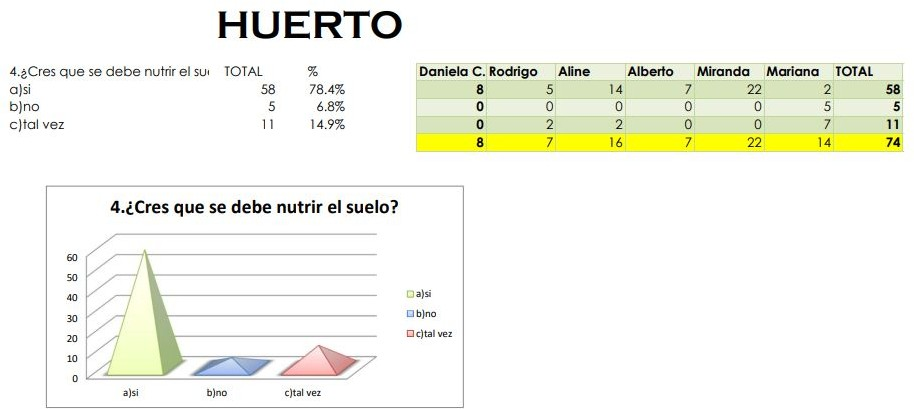 HUERTO
4.¿Cres que se debe nutrir el su TOTAL %
a)si 58 78.4%
b)no 5 6.8%
c)tal vez 11 14.9%
Daniela C. Rodrigo Aline Alberto Miranda Mariana TOTAL
8 5 14 7 22 2 58
0 0 0 0 0 5 5
0 2 2 0 0 7 11
8 7 16 7 22 14 74
4.¿Cres que se debe nutrir el suelo?
60
50
40
30
20
10
0
a)si b)no c)tal vez
a)si
b)no
c)tal vez